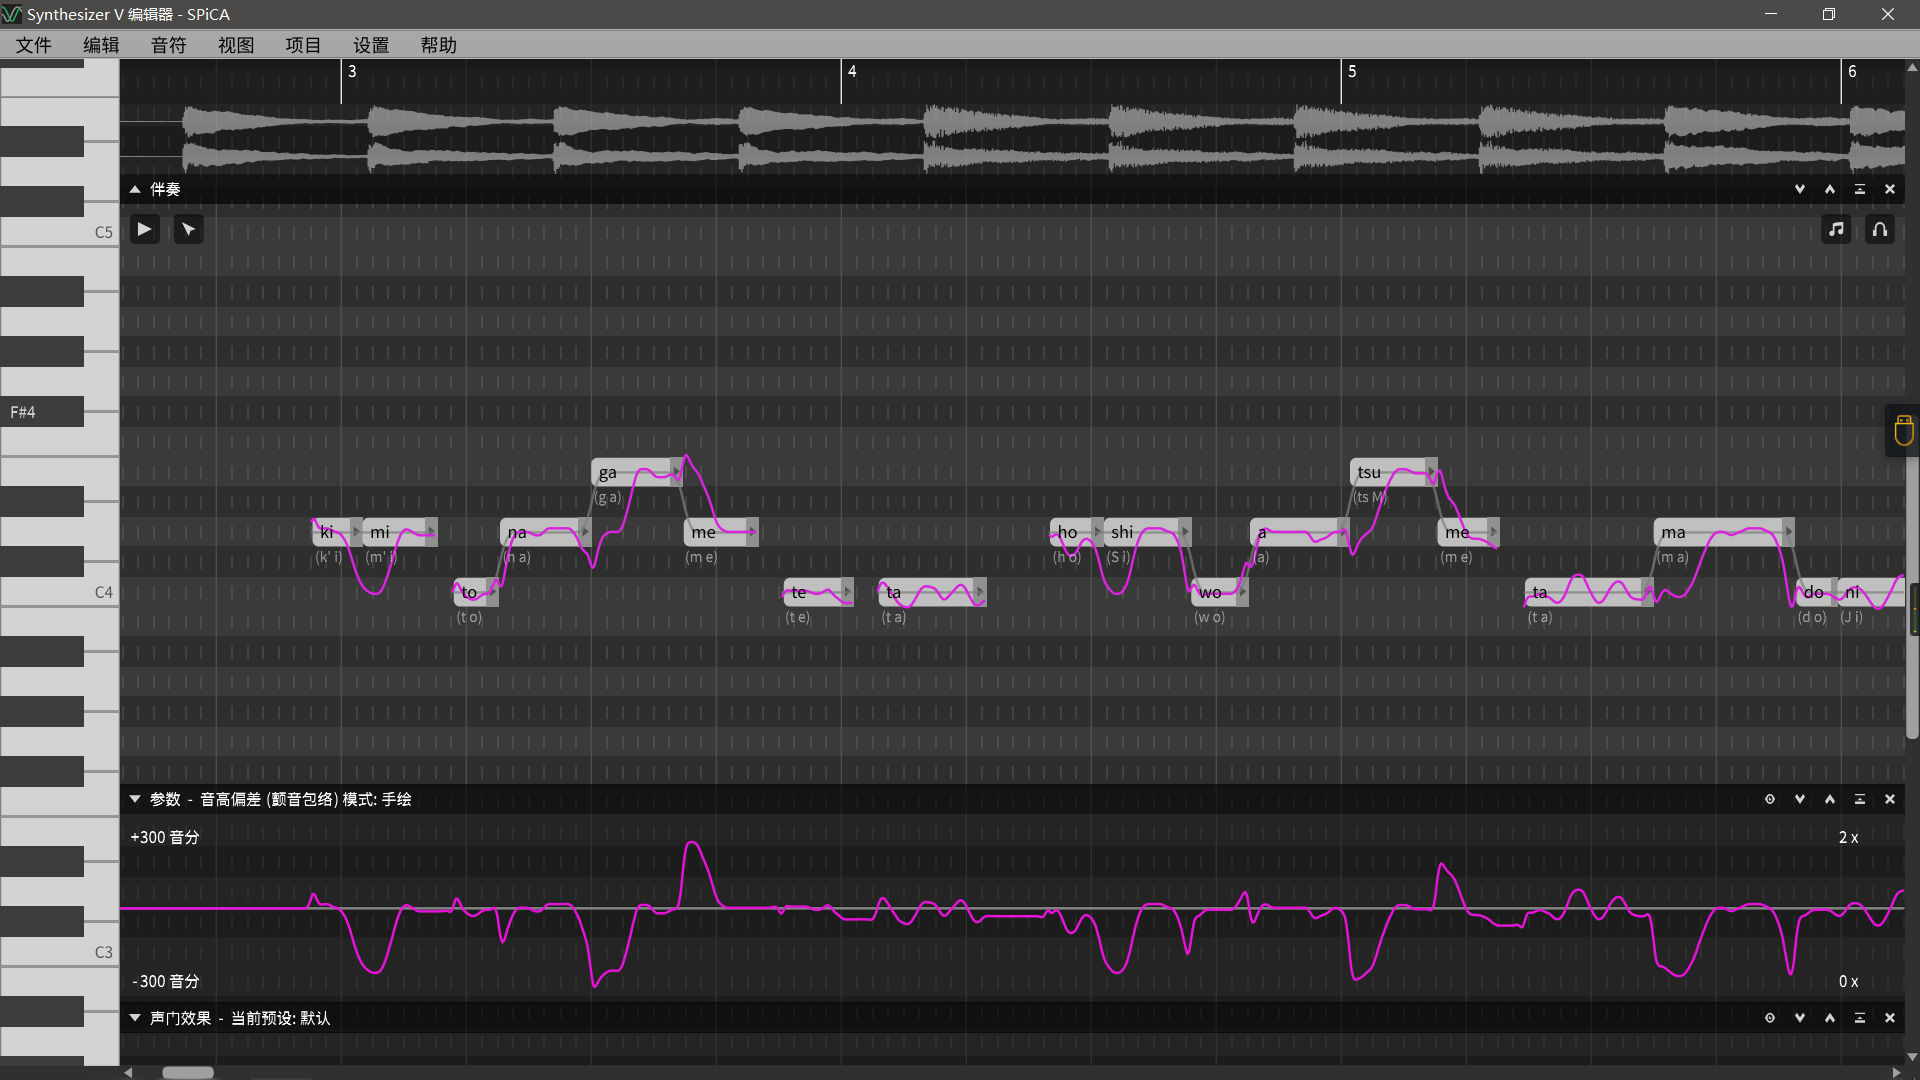 Synthesizer V 编辑器 - SPiCA
文件 编辑 音符 视图 项目 设置 帮助
3 4 5 6
伴奏
C5
F#4
ga tsu
(g a) (ts M)
ki mi na me ho shi a me ma
(k' i) (m' i) (n a) (m e) (h o) (S i) (a) (m e) (m a)
C4 to te ta wo ta do ni
(t o) (t e) (t a) (w o) (t a) (d o) (J i)
参数 - 音高偏差 (颤音包络) 模式: 手绘
+300 音分 2 x
C3
-300 音分 0 x
声门效果 - 当前预设: 默认